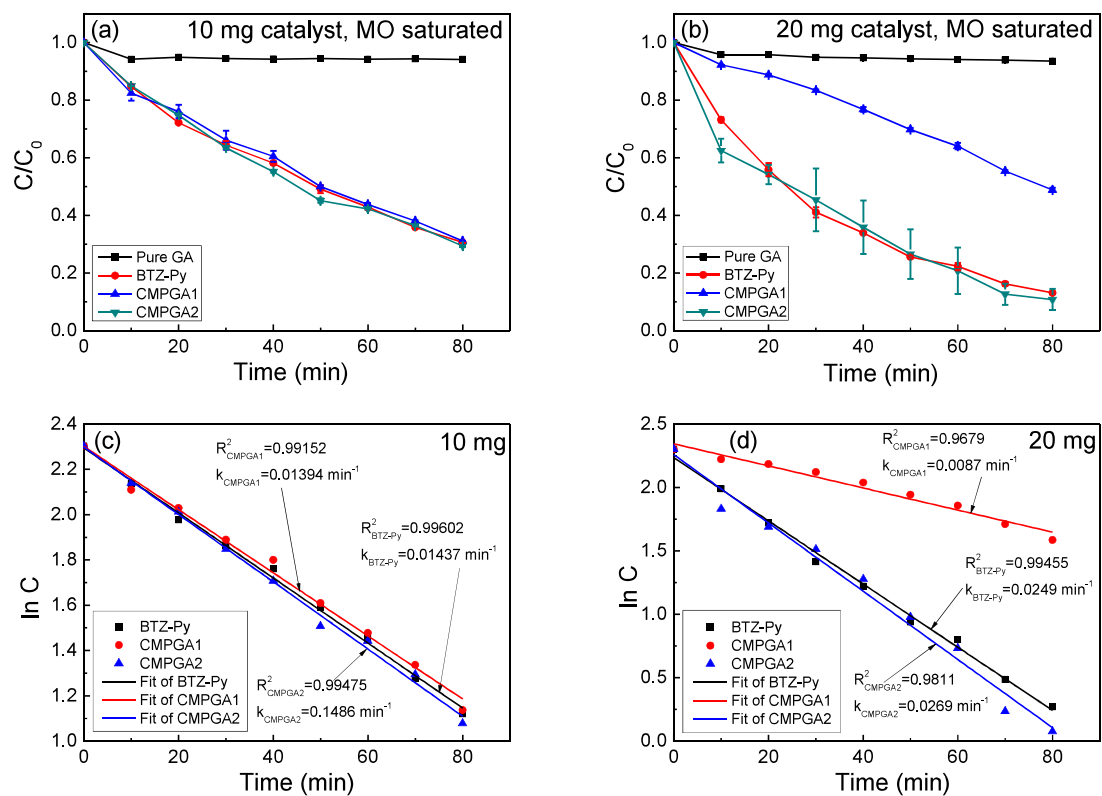 (a)
10 mg catalyst, MO saturated
1.0
0.8
0.6
0.4
0.2
0.0
C/C0
Pure GA
BTZ-Py
CMPGA1
CMPGA2
0
20
40
60
80
Time (min)
(b)
20 mg catalyst, MO saturated
1.0
0.8
0.6
0.4
0.2
0.0
C/C0
Pure GA
BTZ-Py
CMPGA1
CMPGA2
0
20
40
60
80
Time (min)
(c)
10 mg
2.4
2.2
2.0
1.8
1.6
1.4
1.2
1.0
ln C
R²CMPGA1=0.99152
kCMPGA1=0.01394 min⁻¹
R²BTZ-Py=0.99602
kBTZ-Py=0.01437 min⁻¹
BTZ-Py
CMPGA1
CMPGA2
Fit of BTZ-Py
Fit of CMPGA1
Fit of CMPGA2
R²CMPGA2=0.99475
kCMPGA2=0.1486 min⁻¹
0
20
40
60
80
Time (min)
(d)
20 mg
2.5
2.0
1.5
1.0
0.5
0.0
ln C
R²CMPGA1=0.9679
kCMPGA1=0.0087 min⁻¹
R²BTZ-Py=0.99455
kBTZ-Py=0.0249 min⁻¹
BTZ-Py
CMPGA1
CMPGA2
Fit of BTZ-Py
Fit of CMPGA1
Fit of CMPGA2
R²CMPGA2=0.9811
kCMPGA2=0.0269 min⁻¹
0
20
40
60
80
Time (min)